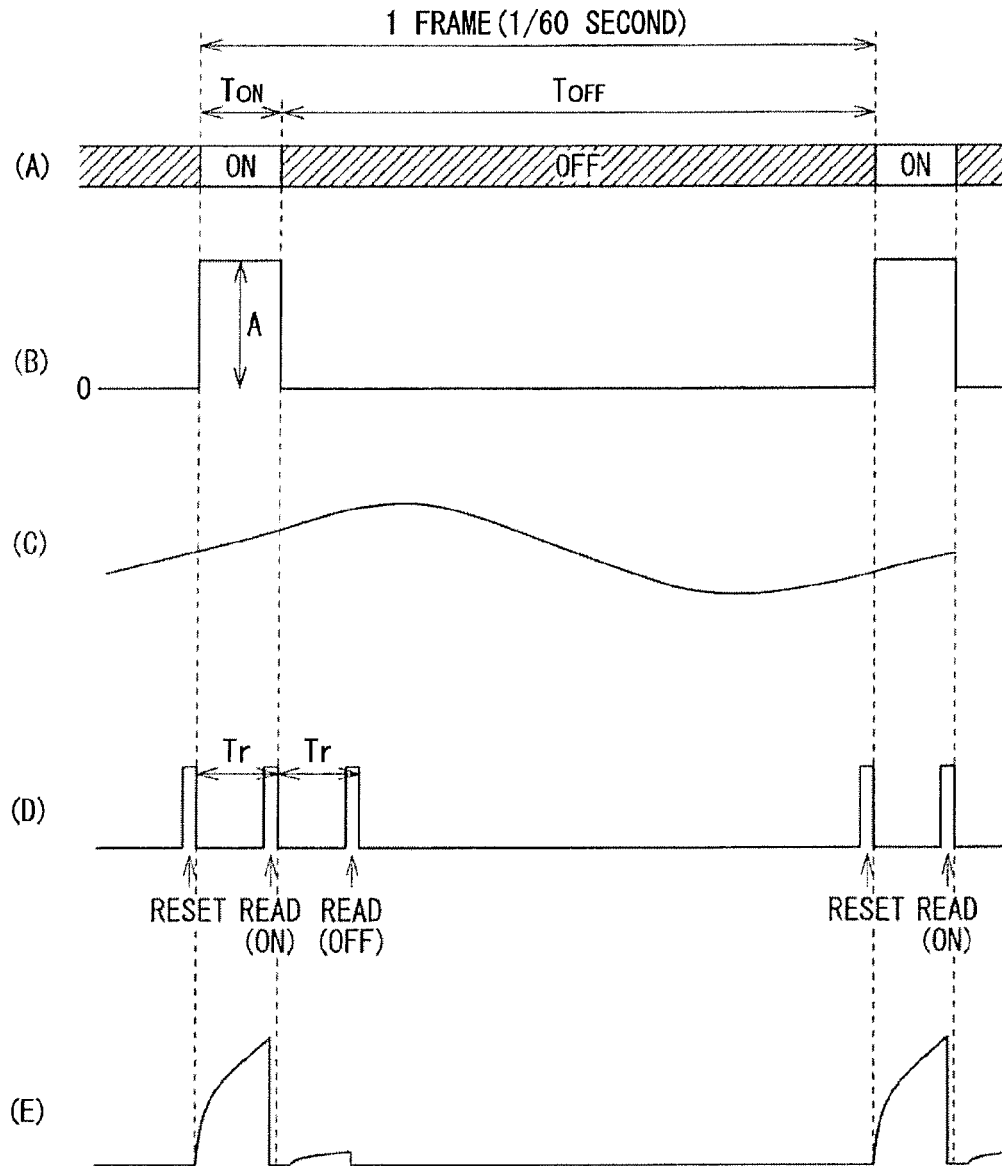 1 FRAME(1/60 SECOND)
TON TOFF
(A) ON OFF ON
A
(B)
0
(C)
Tr Tr
(D)
RESET READ READ RESET READ
(ON) (OFF) (ON)
(E)